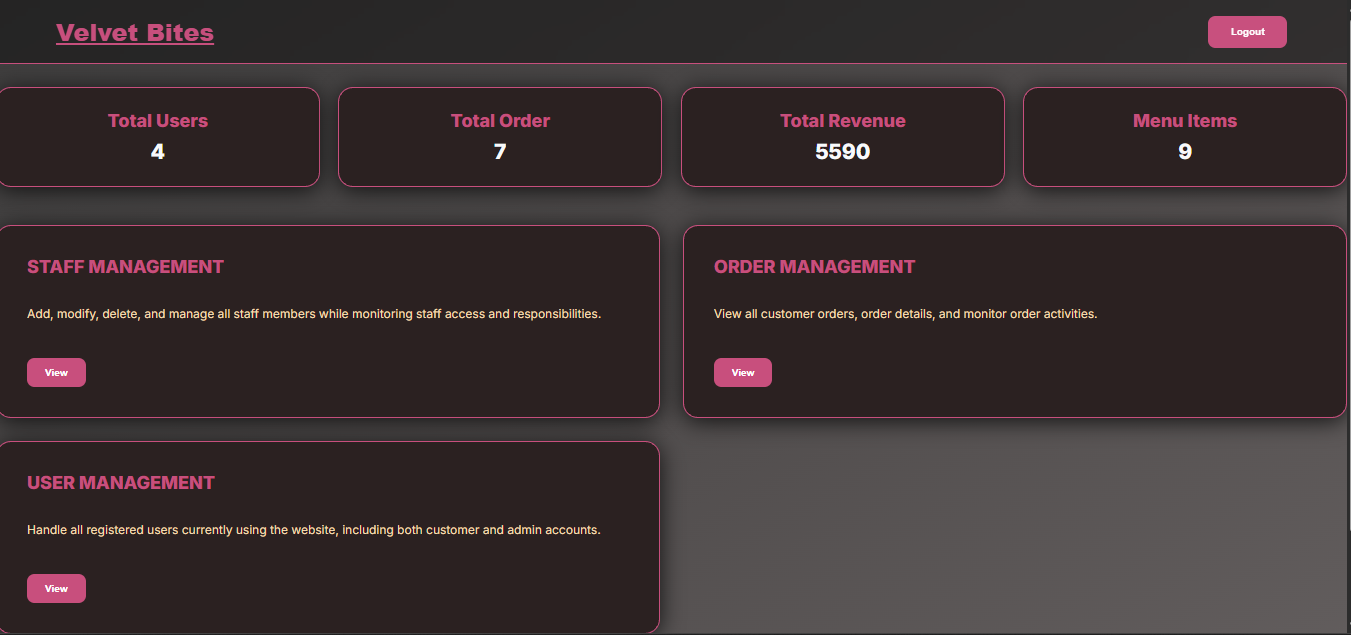 Velvet Bites
Logout
Total Users
4
Total Order
7
Total Revenue
5590
Menu Items
9
STAFF MANAGEMENT
Add, modify, delete, and manage all staff members while monitoring staff access and responsibilities.
View
ORDER MANAGEMENT
View all customer orders, order details, and monitor order activities.
View
USER MANAGEMENT
Handle all registered users currently using the website, including both customer and admin accounts.
View